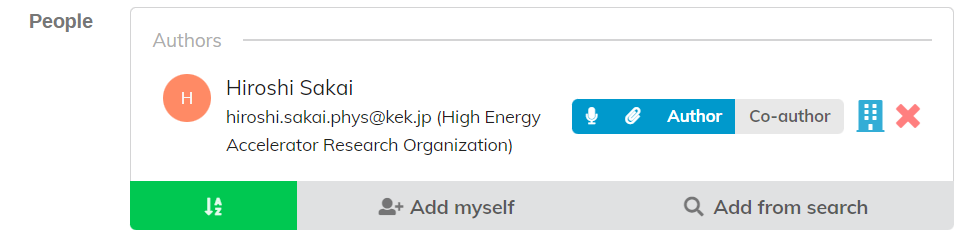 People
Authors
H
Hiroshi Sakai
hiroshi.sakai.phys@kek.jp (High Energy
Accelerator Research Organization)
Author
Co-author
Add myself
Add from search